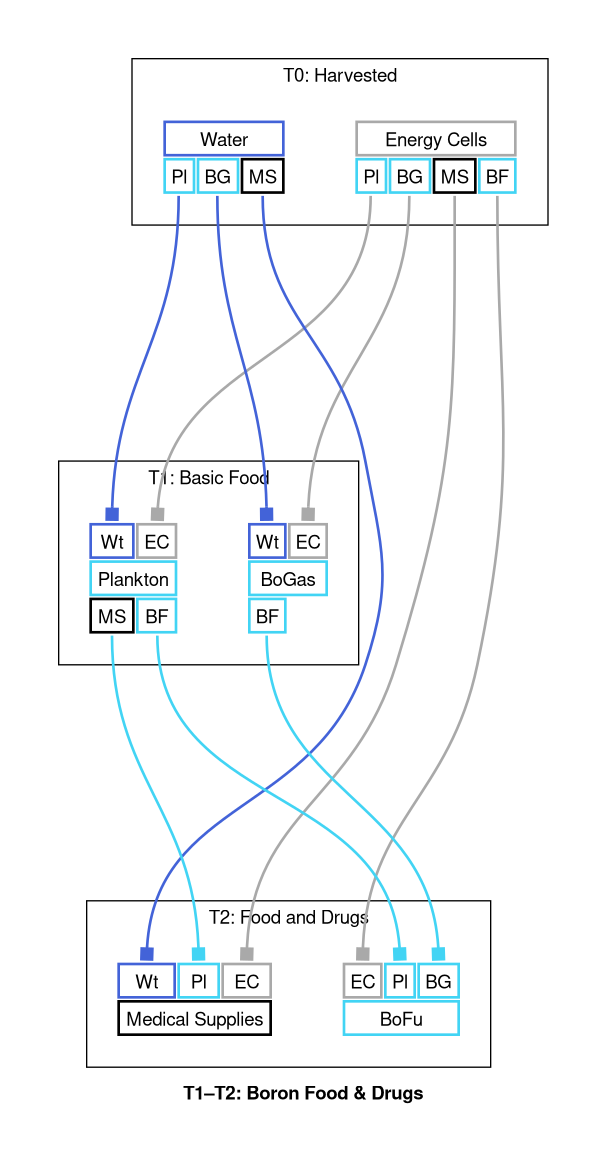 T0: Harvested
Water
Energy Cells
Pl BG MS
Pl BG MS BF
T1: Basic Food
Wt EC
Wt EC
Plankton
BoGas
MS BF
BF
T2: Food and Drugs
Wt Pl EC
EC Pl BG
Medical Supplies
BoFu
T1–T2: Boron Food & Drugs